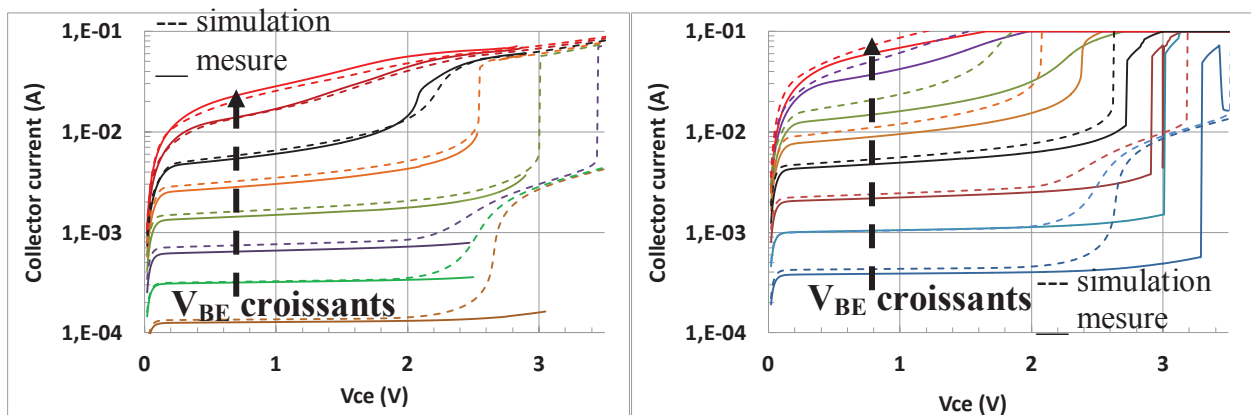 simulation
mesure
1,E-01
1,E-02
1,E-03
1,E-04
Collector current (A)
V_BE croissants
0 1 2 3
Vce (V)
1,E-01
1,E-02
1,E-03
1,E-04
Collector current (A)
V_BE croissants
simulation
mesure
0 1 2 3
Vce (V)